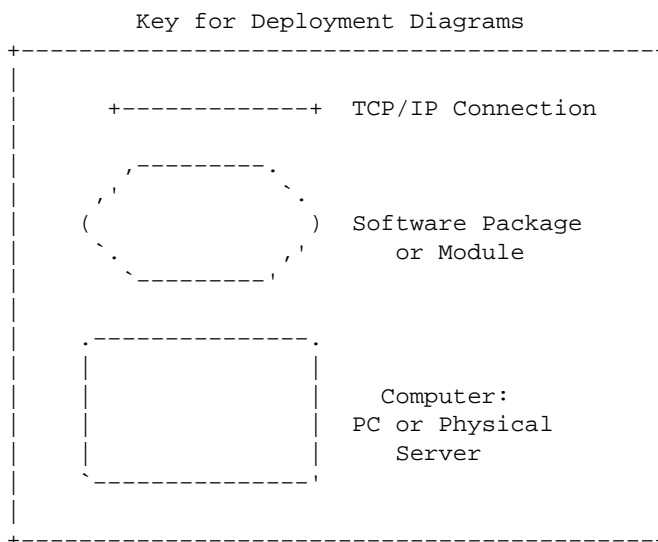 Key for Deployment Diagrams
TCP/IP Connection
Software Package
or Module
Computer:
PC or Physical
Server